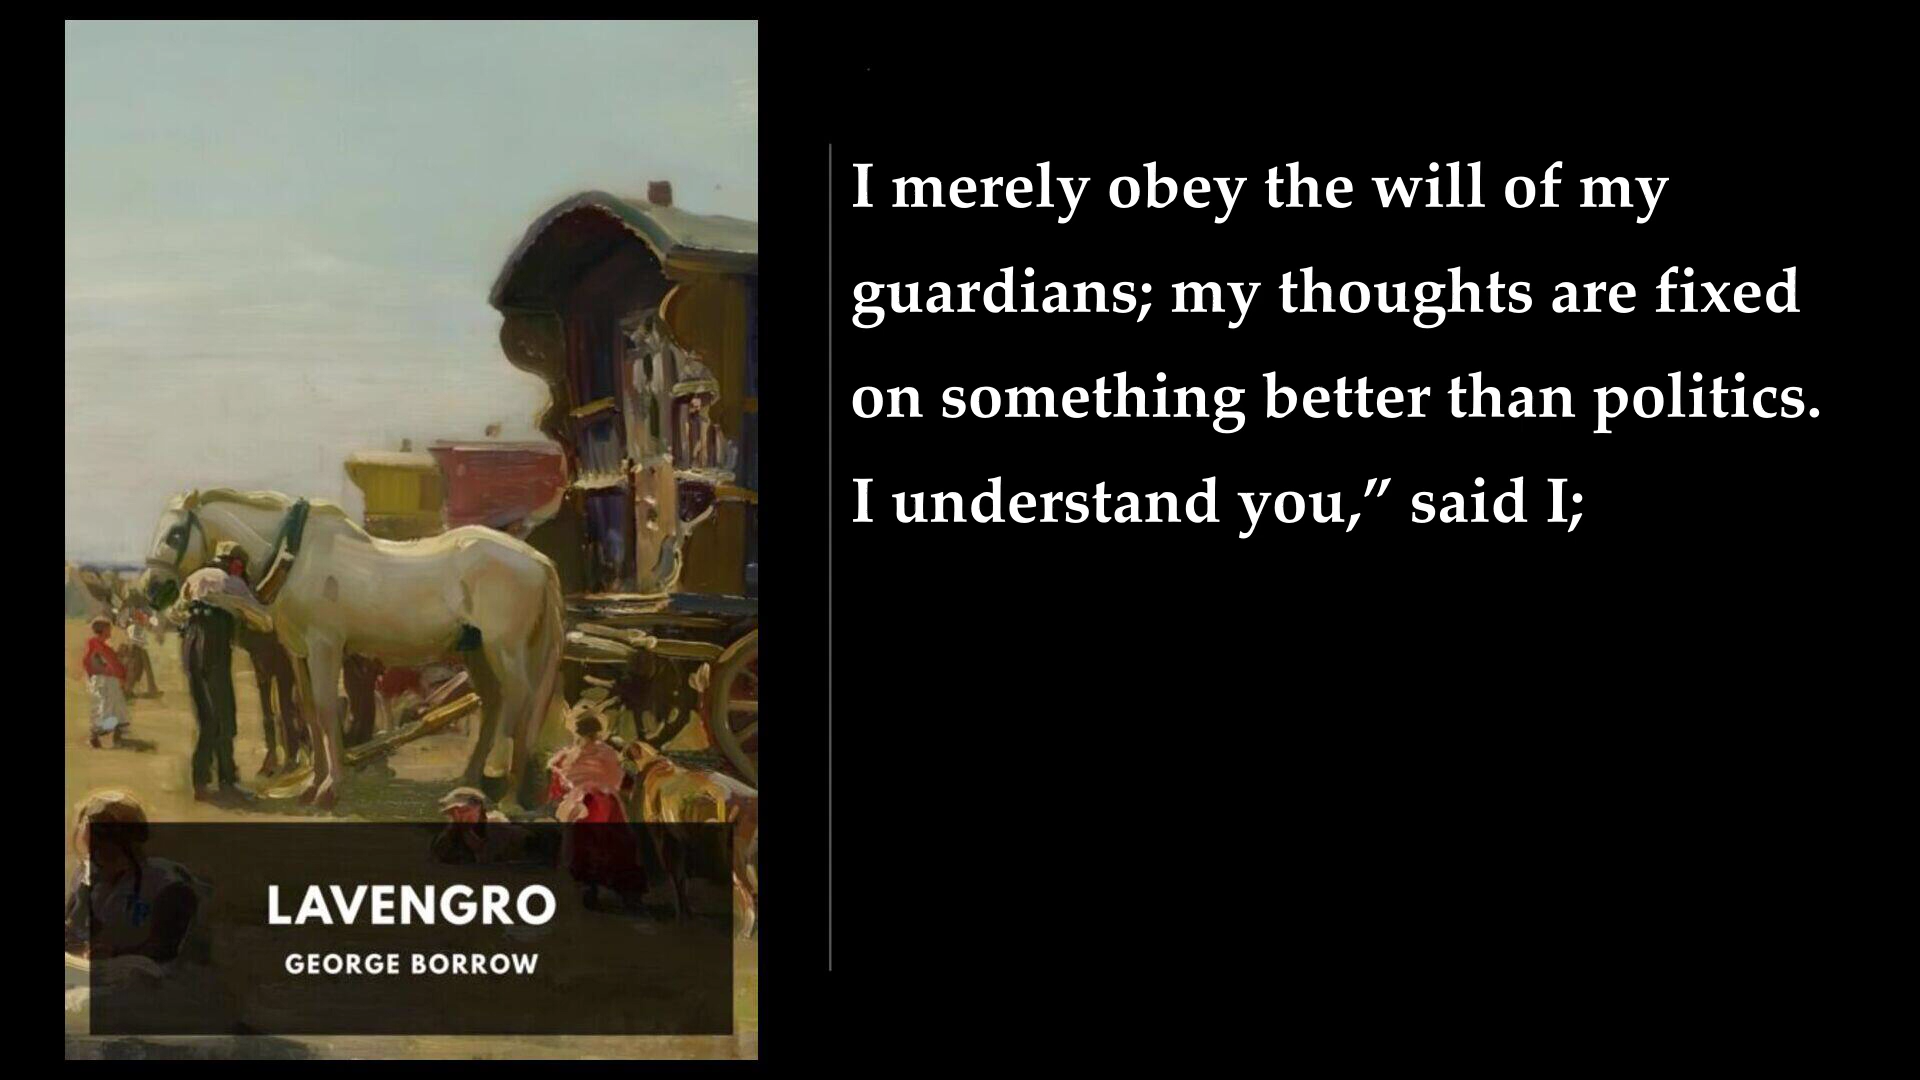 LAVENGRO
GEORGE BORROW
I merely obey the will of my
guardians; my thoughts are fixed
on something better than politics.
I understand you,” said I;